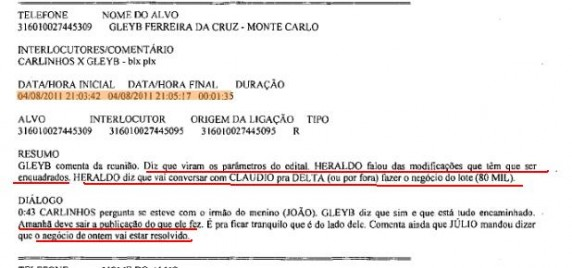 TELEFONE NOME DO ALVO
316010027445309 GLEYB FERREIRA DA CRUZ - MONTE CARLO
INTERLOCUTORES/COMENTÁRIO
CARLINHOS X GLEYB - blx plx
DATA/HORA INICIAL DATA/HORA FINAL DURAÇÃO
04/08/2011 21:03:42 04/08/2011 21:05:17 00:01:35
ALVO INTERLOCUTOR ORIGEM DA LIGAÇÃO TIPO
316010027445309 316010027445095 316010027445095 R
RESUMO
GLEYB comenta da reunião. Diz que viram os parâmetros do edital. HERALDO falou das modificações que têm que ser
enquadrados. HERALDO diz que vai conversar com CLAUDIO pra DELTA (ou por fora) fazer o negócio do lote (80 MIL).
DIÁLOGO
0:43 CARLINHOS pergunta se esteve com o irmão do menino (JOÃO). GLEYB diz que sim e que está tudo encaminhado.
Amanhã deve sair a publicação do que ele fez. É pra ficar tranquilo que é do lado dele. Comenta ainda que JÚLIO mandou dizer
que o negócio de ontem vai estar resolvido.
TELEFONE NOME DO ALVO